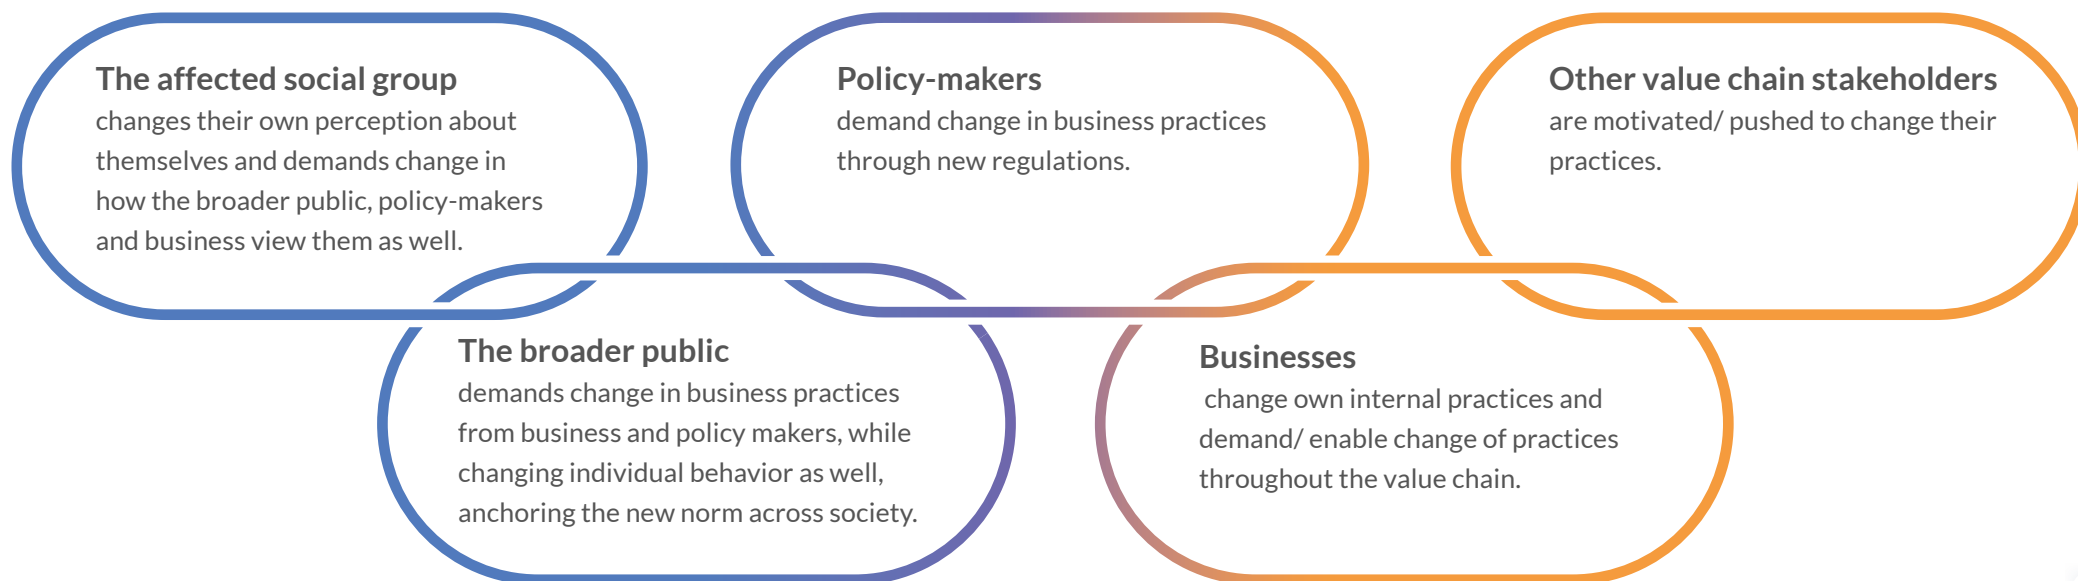 The affected social group
changes their own perception about
themselves and demands change in
how the broader public, policy-makers
and business view them as well.
The broader public
demands change in business practices
from business and policy makers, while
changing individual behavior as well,
anchoring the new norm across society.
Policy-makers
demand change in business practices
through new regulations.
Businesses
change own internal practices and
demand/ enable change of practices
throughout the value chain.
Other value chain stakeholders
are motivated/ pushed to change their
practices.